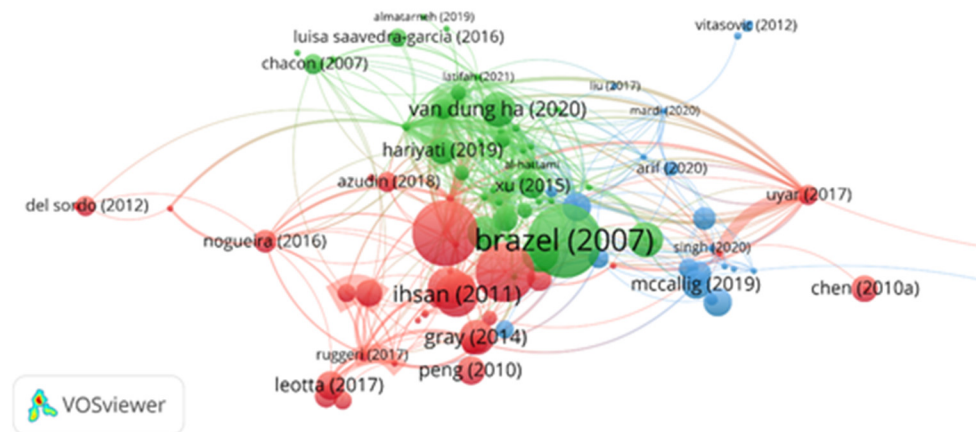 almatarneh (2019)
vitasovic (2012)
luisa saavedra-garcia (2016)
chacon (2007)
latifah (2021)
liu (2017)
van dung ha (2020)
mardi (2020)
hariyati (2019)
al-hattami
arif (2020)
azudin (2018)
xu (2015)
uyar (2017)
del sordo (2012)
nogueira (2016)
brazel (2007)
singh (2020)
mccallig (2019)
chen (2010a)
ihsan (2011)
gray (2014)
ruggeri (2017)
peng (2010)
leotta (2017)
VOSviewer